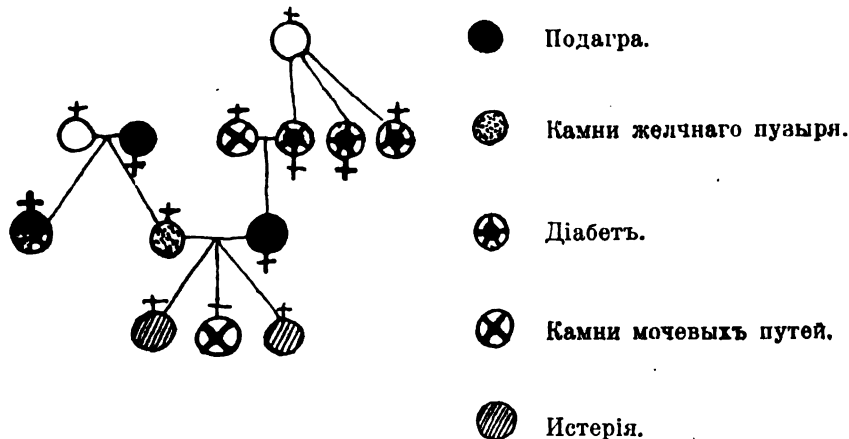 Подагра.
Камни желчнаго пузыря.
Діабетъ.
Камни мочевыхъ путей.
Истерія.